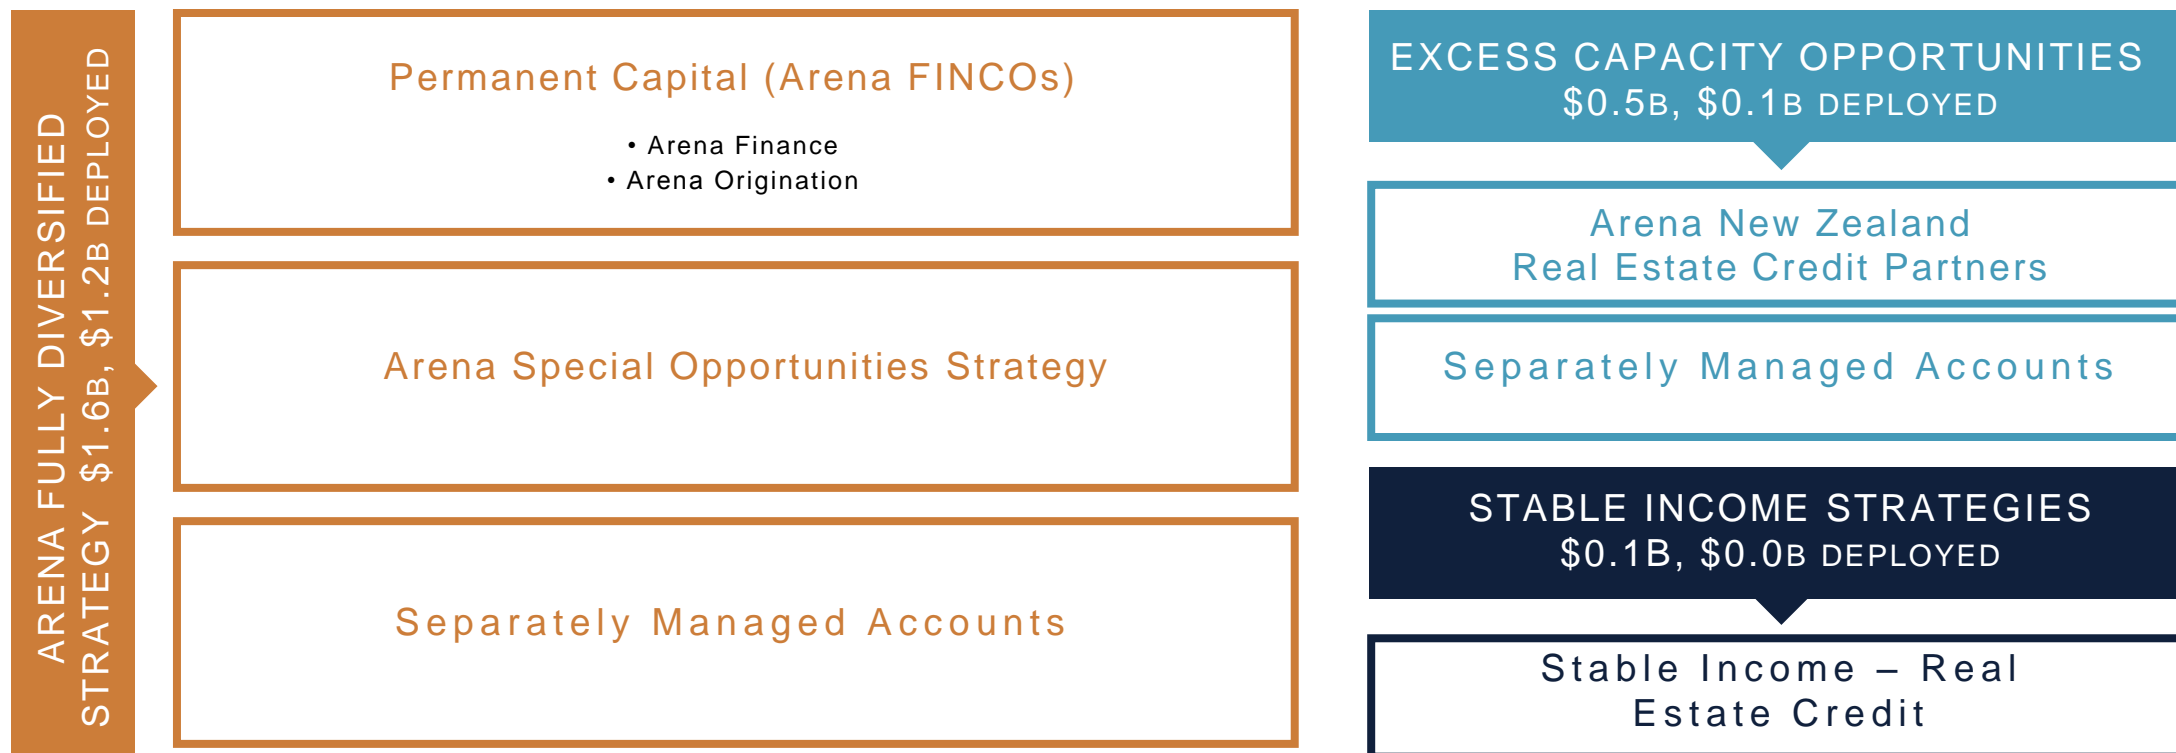 ARENA FULLY DIVERSIFIED
STRATEGY $1.6B, $1.2B DEPLOYED
Permanent Capital (Arena FINCOs)
• Arena Finance
• Arena Origination
Arena Special Opportunities Strategy
Separately Managed Accounts
EXCESS CAPACITY OPPORTUNITIES
$0.5B, $0.1B DEPLOYED
Arena New Zealand
Real Estate Credit Partners
Separately Managed Accounts
STABLE INCOME STRATEGIES
$0.1B, $0.0B DEPLOYED
Stable Income – Real
Estate Credit